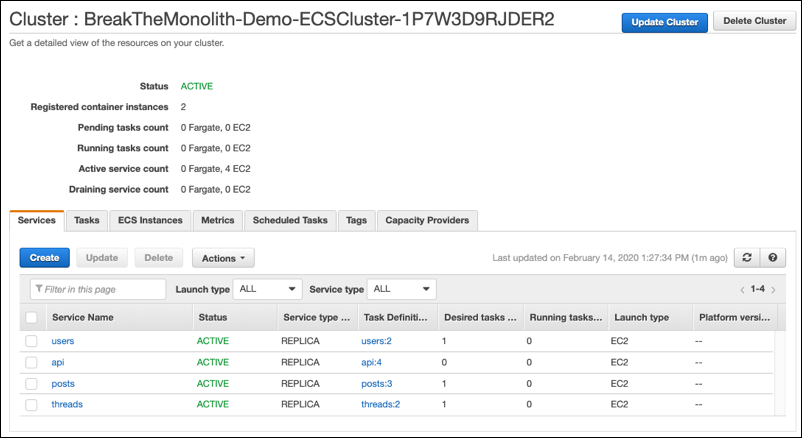 Cluster : BreakTheMonolith-Demo-ECSCluster-1P7W3D9RJDER2
Update Cluster
Delete Cluster
Get a detailed view of the resources on your cluster.
Status ACTIVE
Registered container instances 2
Pending tasks count 0 Fargate, 0 EC2
Running tasks count 0 Fargate, 0 EC2
Active service count 0 Fargate, 4 EC2
Draining service count 0 Fargate, 0 EC2
Services Tasks ECS Instances Metrics Scheduled Tasks Tags Capacity Providers
Create Update Delete Actions Last updated on February 14, 2020 1:27:34 PM (1m ago)
Filter in this page Launch type ALL Service type ALL < 1-4 >
Service Name Status Service type ... Task Definiti... Desired tasks ... Running tasks... Launch type Platform versi...
users ACTIVE REPLICA users:2 1 0 EC2 --
api ACTIVE REPLICA api:4 0 0 EC2 --
posts ACTIVE REPLICA posts:3 1 0 EC2 --
threads ACTIVE REPLICA threads:2 1 0 EC2 --